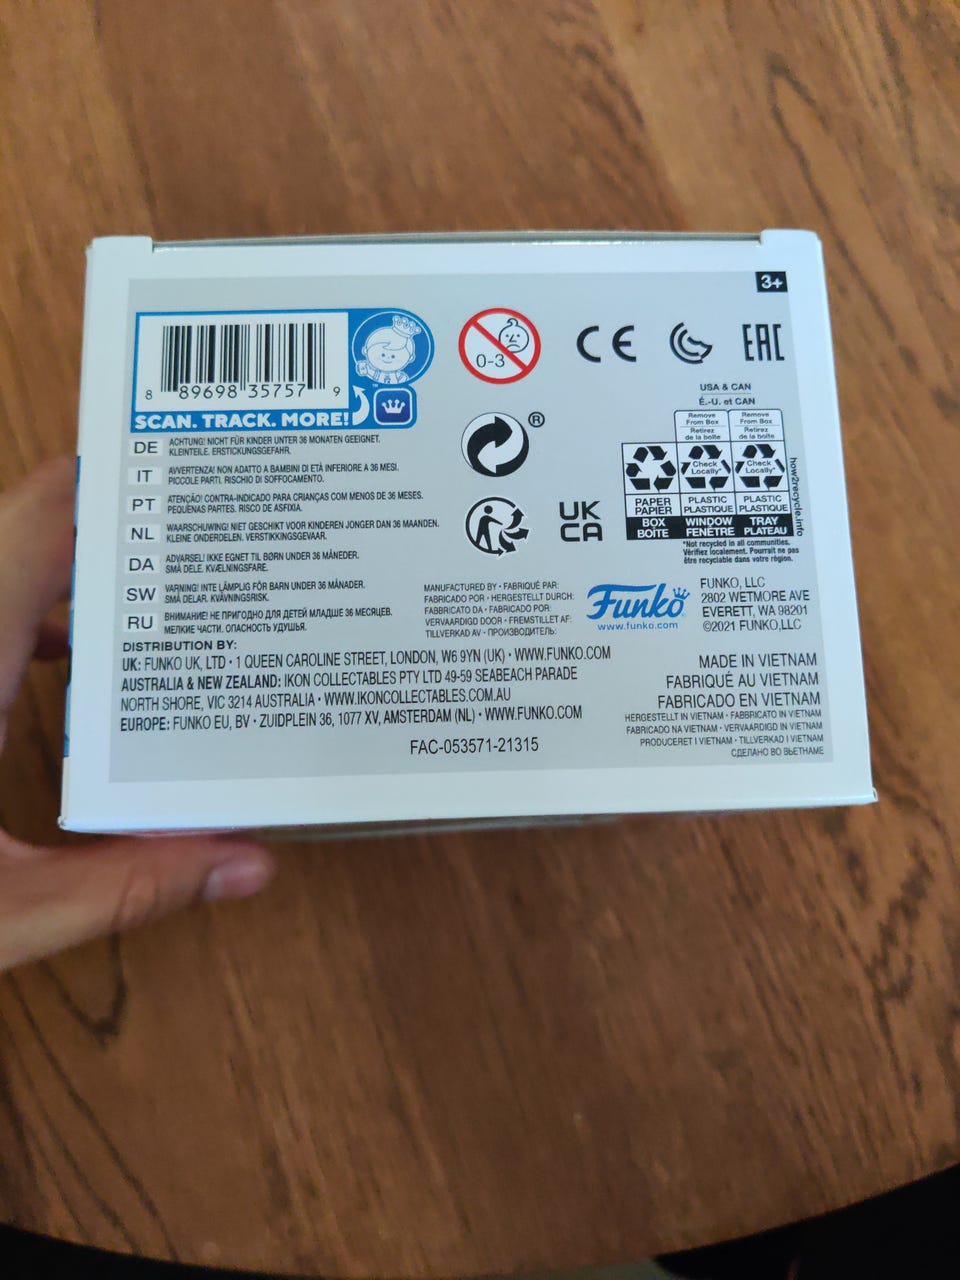 3+
8 89698 35757 9
SCAN. TRACK. MORE!
™
0-3
CE
EAC
®
UK
CA
USA & CAN
É.-U. et CAN
Remove From Box
Retirez de la boîte
Remove From Box
Retirez de la boîte
Check Locally*
Check Locally*
PAPER PAPIER
PLASTIC PLASTIQUE
PLASTIC PLASTIQUE
BOX BOÎTE
WINDOW FENÊTRE
TRAY PLATEAU
*Not recycled in all communities.
Vérifiez localement. Pourrait ne pas
être recyclable dans votre région.
how2recycle.info
DE ACHTUNG! NICHT FÜR KINDER UNTER 36 MONATEN GEEIGNET.
KLEINTEILE. ERSTICKUNGSGEFAHR.
IT AVVERTENZA! NON ADATTO A BAMBINI DI ETÀ INFERIORE A 36 MESI.
PICCOLE PARTI. RISCHIO DI SOFFOCAMENTO.
PT ATENÇÃO! CONTRA-INDICADO PARA CRIANÇAS COM MENOS DE 36 MESES.
PEQUENAS PARTES. RISCO DE ASFIXIA.
NL WAARSCHUWING! NIET GESCHIKT VOOR KINDEREN JONGER DAN 36 MAANDEN.
KLEINE ONDERDELEN. VERSTIKKINGSGEVAAR.
DA ADVARSEL! IKKE EGNET TIL BØRN UNDER 36 MÅNEDER.
SMÅ DELE. KVÆLNINGSFARE.
SW VARNING! INTE LÄMPLIG FÖR BARN UNDER 36 MÅNADER.
SMÅ DELAR. KVÄVNINGSRISK.
RU ВНИМАНИЕ! НЕ ПРИГОДНО ДЛЯ ДЕТЕЙ МЛАДШЕ 36 МЕСЯЦЕВ.
МЕЛКИЕ ЧАСТИ. ОПАСНОСТЬ УДУШЬЯ.
MANUFACTURED BY • FABRIQUÉ PAR:
FABRICADO POR • HERGESTELLT DURCH:
FABBRICATO DA • FABRICADO POR:
VERVAARDIGD DOOR • FREMSTILLET AF:
TILLVERKAD AV • ПРОИЗВОДИТЕЛЬ:
Funko®
www.funko.com
FUNKO, LLC
2802 WETMORE AVE
EVERETT, WA 98201
©2021 FUNKO,LLC
DISTRIBUTION BY:
UK: FUNKO UK, LTD • 1 QUEEN CAROLINE STREET, LONDON, W6 9YN (UK) • WWW.FUNKO.COM
AUSTRALIA & NEW ZEALAND: IKON COLLECTABLES PTY LTD 49-59 SEABEACH PARADE
NORTH SHORE, VIC 3214 AUSTRALIA • WWW.IKONCOLLECTABLES.COM.AU
EUROPE: FUNKO EU, BV • ZUIDPLEIN 36, 1077 XV, AMSTERDAM (NL) • WWW.FUNKO.COM
FAC-053571-21315
MADE IN VIETNAM
FABRIQUÉ AU VIETNAM
FABRICADO EN VIETNAM
HERGESTELLT IN VIETNAM • FABBRICATO IN VIETNAM
FABRICADO NA VIETNAM • VERVAARDIGD IN VIETNAM
PRODUCERET I VIETNAM • TILLVERKAD I VIETNAM
СДЕЛАНО ВО ВЬЕТНАМЕ